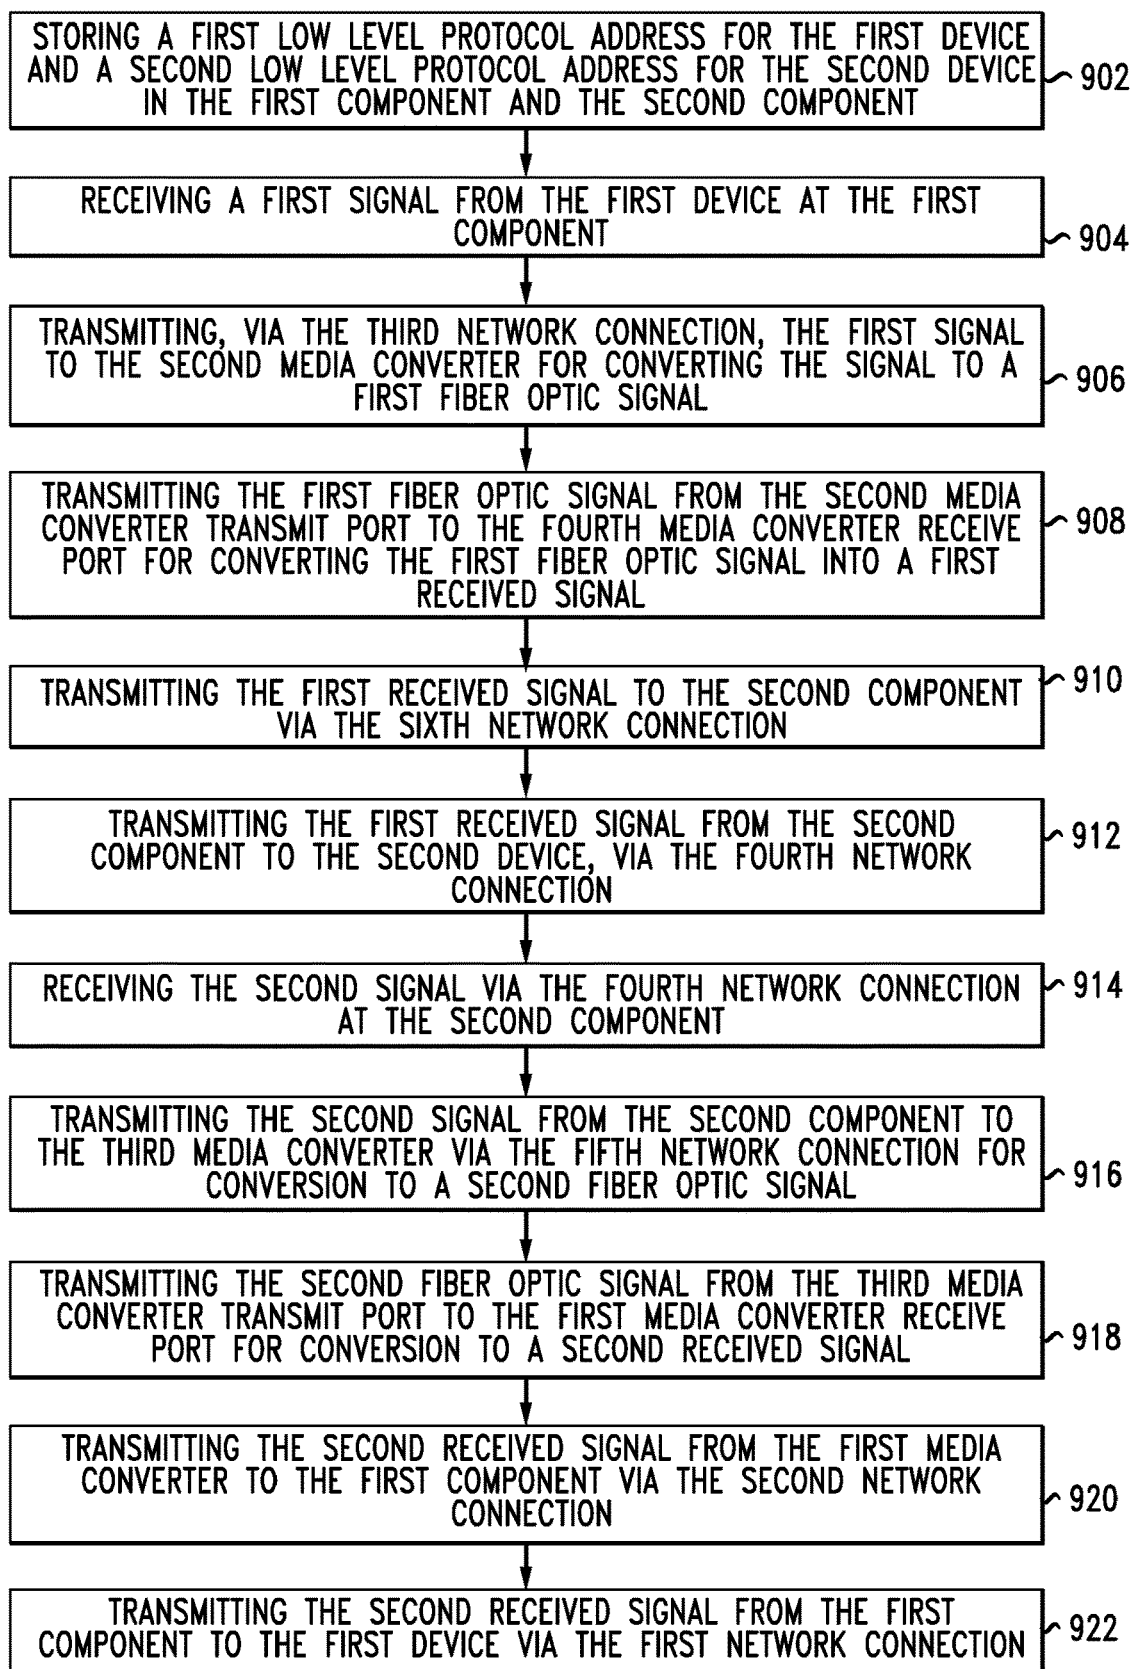 STORING A FIRST LOW LEVEL PROTOCOL ADDRESS FOR THE FIRST DEVICE
AND A SECOND LOW LEVEL PROTOCOL ADDRESS FOR THE SECOND DEVICE
IN THE FIRST COMPONENT AND THE SECOND COMPONENT
902
RECEIVING A FIRST SIGNAL FROM THE FIRST DEVICE AT THE FIRST
COMPONENT
904
TRANSMITTING, VIA THE THIRD NETWORK CONNECTION, THE FIRST SIGNAL
TO THE SECOND MEDIA CONVERTER FOR CONVERTING THE SIGNAL TO A
FIRST FIBER OPTIC SIGNAL
906
TRANSMITTING THE FIRST FIBER OPTIC SIGNAL FROM THE SECOND MEDIA
CONVERTER TRANSMIT PORT TO THE FOURTH MEDIA CONVERTER RECEIVE
PORT FOR CONVERTING THE FIRST FIBER OPTIC SIGNAL INTO A FIRST
RECEIVED SIGNAL
908
TRANSMITTING THE FIRST RECEIVED SIGNAL TO THE SECOND COMPONENT
VIA THE SIXTH NETWORK CONNECTION
910
TRANSMITTING THE FIRST RECEIVED SIGNAL FROM THE SECOND
COMPONENT TO THE SECOND DEVICE, VIA THE FOURTH NETWORK
CONNECTION
912
RECEIVING THE SECOND SIGNAL VIA THE FOURTH NETWORK CONNECTION
AT THE SECOND COMPONENT
914
TRANSMITTING THE SECOND SIGNAL FROM THE SECOND COMPONENT TO
THE THIRD MEDIA CONVERTER VIA THE FIFTH NETWORK CONNECTION FOR
CONVERSION TO A SECOND FIBER OPTIC SIGNAL
916
TRANSMITTING THE SECOND FIBER OPTIC SIGNAL FROM THE THIRD MEDIA
CONVERTER TRANSMIT PORT TO THE FIRST MEDIA CONVERTER RECEIVE
PORT FOR CONVERSION TO A SECOND RECEIVED SIGNAL
918
TRANSMITTING THE SECOND RECEIVED SIGNAL FROM THE FIRST MEDIA
CONVERTER TO THE FIRST COMPONENT VIA THE SECOND NETWORK
CONNECTION
920
TRANSMITTING THE SECOND RECEIVED SIGNAL FROM THE FIRST
COMPONENT TO THE FIRST DEVICE VIA THE FIRST NETWORK CONNECTION
922